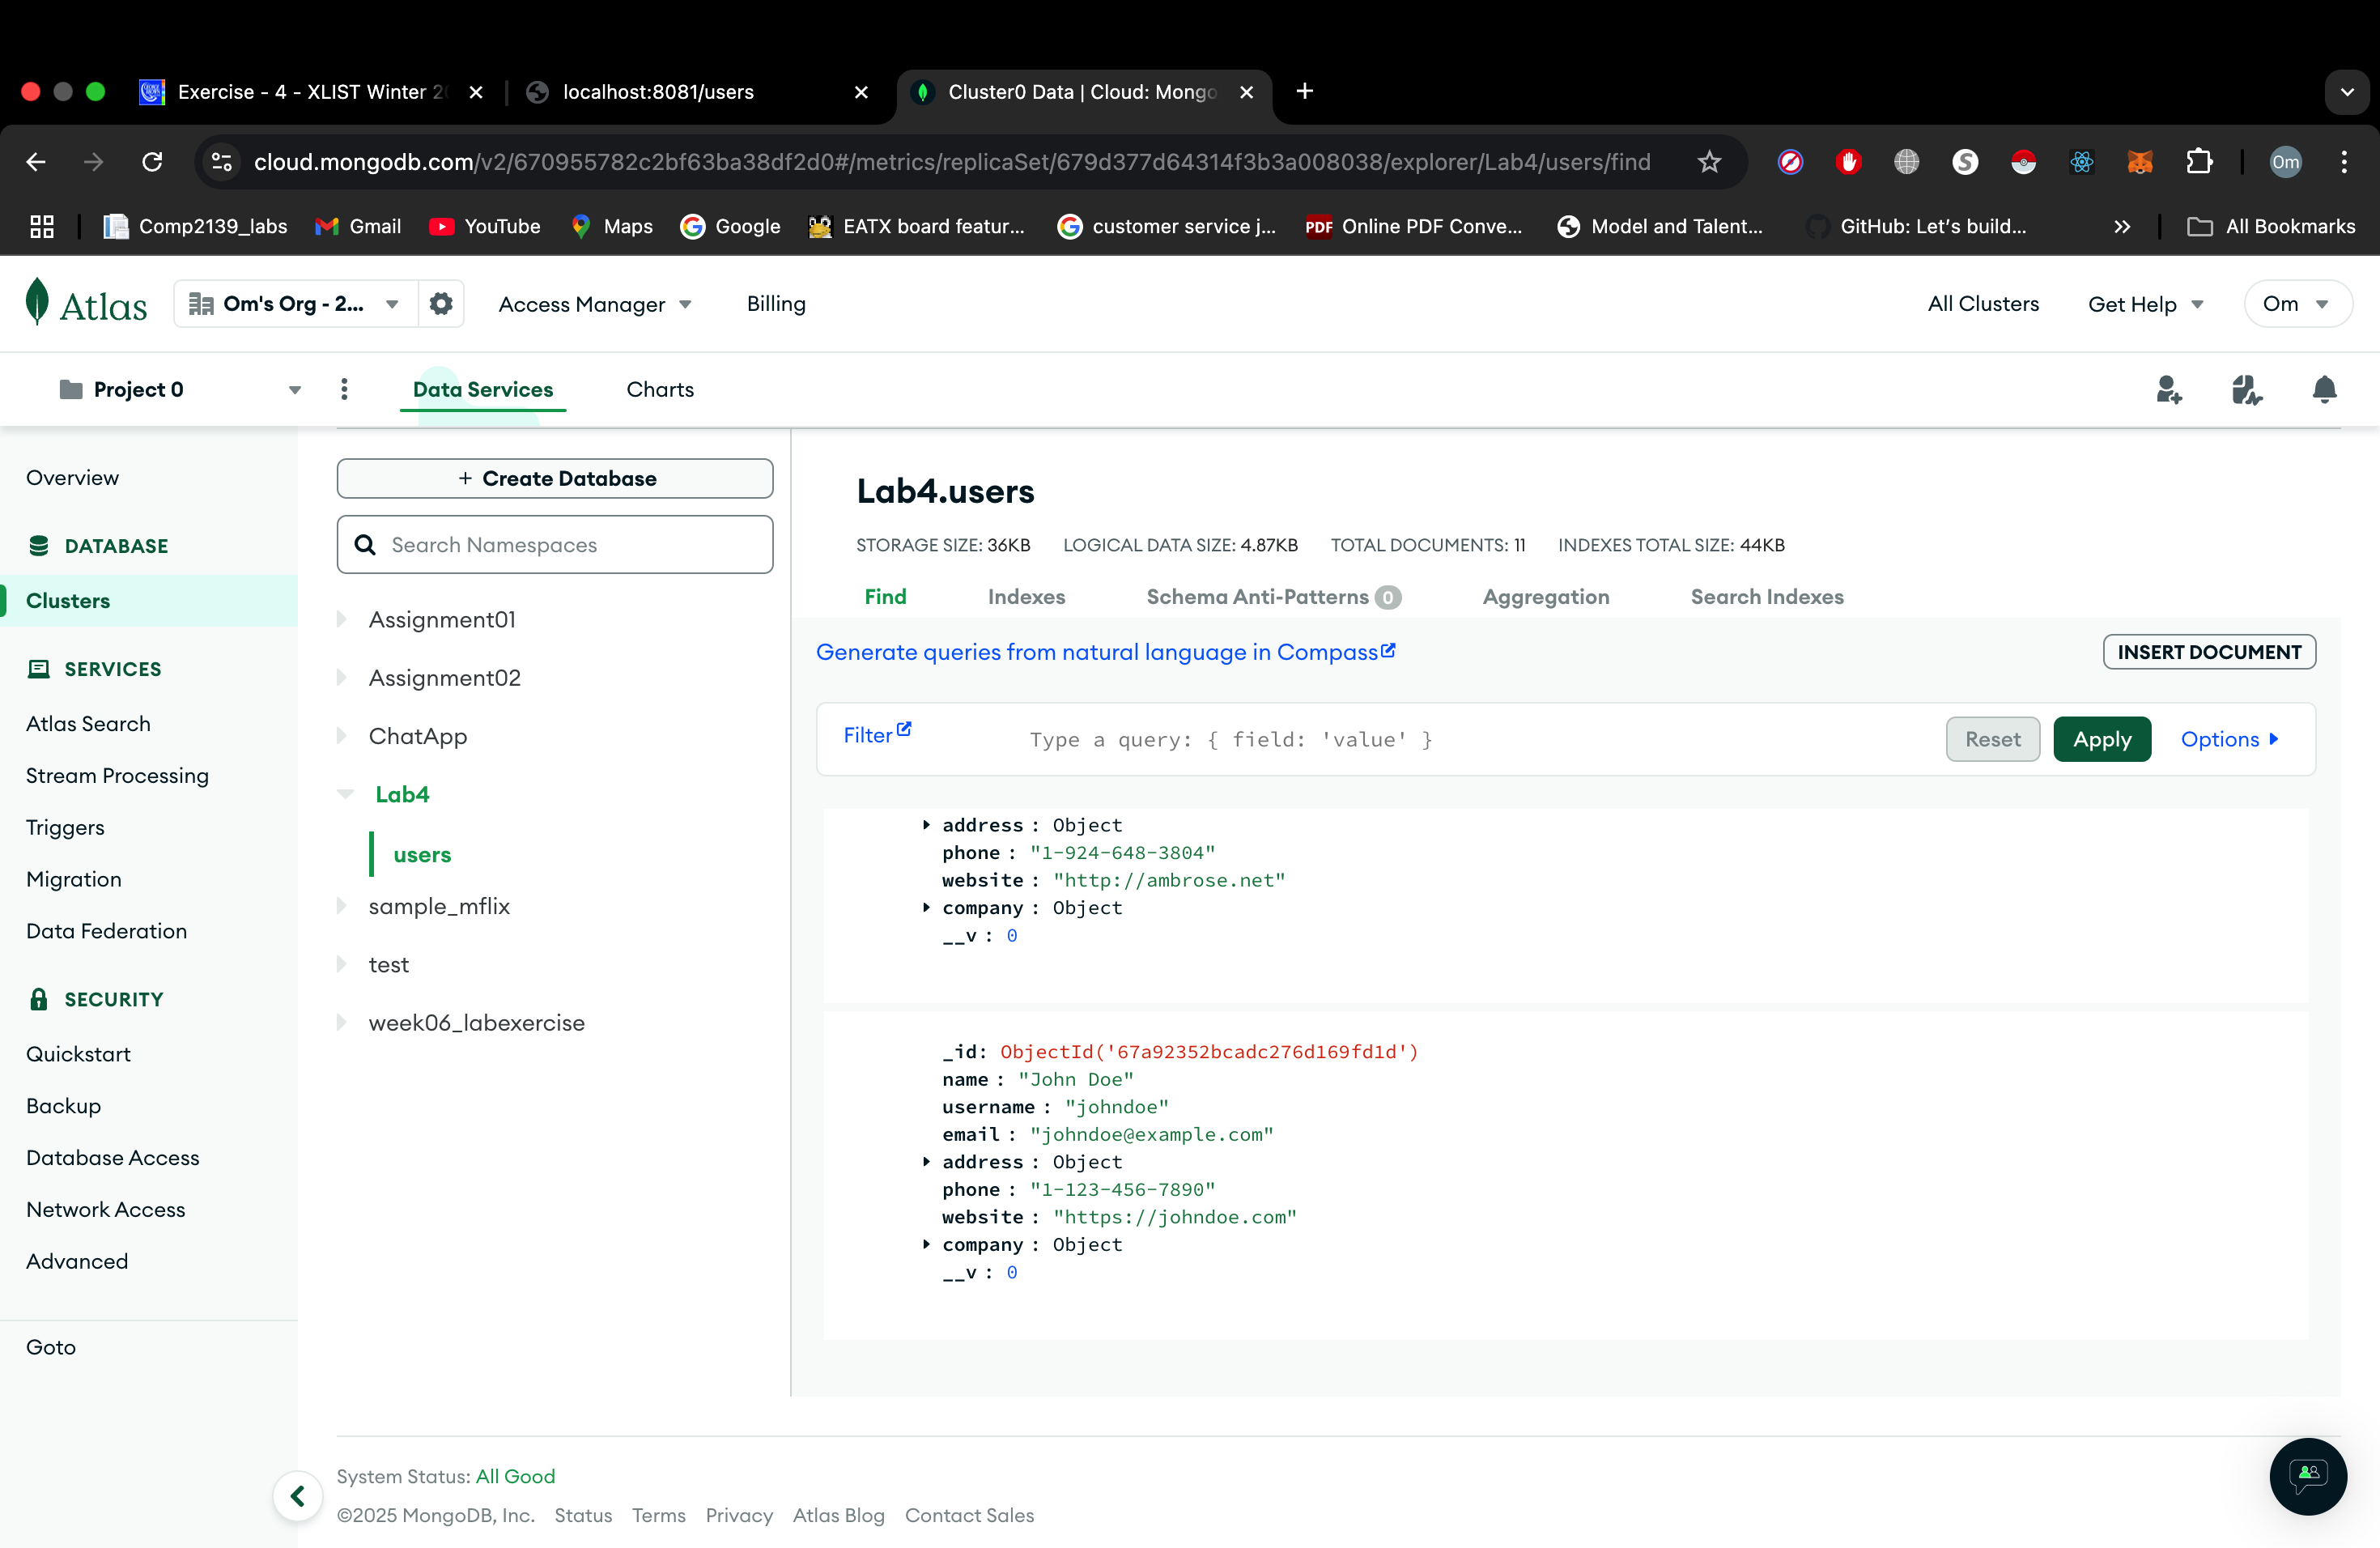 Exercise - 4 - XLIST Winter 20
localhost:8081/users
Cluster0 Data | Cloud: Mongo
cloud.mongodb.com/v2/670955782c2bf63ba38df2d0#/metrics/replicaSet/679d377d64314f3b3a008038/explorer/Lab4/users/find
Om
Comp2139_labs
Gmail
YouTube
Maps
Google
EATX board featur...
customer service j...
PDF
Online PDF Conve...
Model and Talent...
GitHub: Let's build...
All Bookmarks
Atlas
Om's Org - 2...
Access Manager
Billing
All Clusters
Get Help
Om
Project 0
Data Services
Charts
Overview
DATABASE
Clusters
SERVICES
Atlas Search
Stream Processing
Triggers
Migration
Data Federation
SECURITY
Quickstart
Backup
Database Access
Network Access
Advanced
Goto
+ Create Database
Search Namespaces
Assignment01
Assignment02
ChatApp
Lab4
users
sample_mflix
test
week06_labexercise
Lab4.users
STORAGE SIZE: 36KB
LOGICAL DATA SIZE: 4.87KB
TOTAL DOCUMENTS: 11
INDEXES TOTAL SIZE: 44KB
Find
Indexes
Schema Anti-Patterns 0
Aggregation
Search Indexes
Generate queries from natural language in Compass
INSERT DOCUMENT
Filter
Type a query: { field: 'value' }
Reset
Apply
Options
address : Object
phone : "1-924-648-3804"
website : "http://ambrose.net"
company : Object
__v : 0
_id: ObjectId('67a92352bcadc276d169fd1d')
name : "John Doe"
username : "johndoe"
email : "johndoe@example.com"
address : Object
phone : "1-123-456-7890"
website : "https://johndoe.com"
company : Object
__v : 0
System Status: All Good
©2025 MongoDB, Inc.
Status
Terms
Privacy
Atlas Blog
Contact Sales